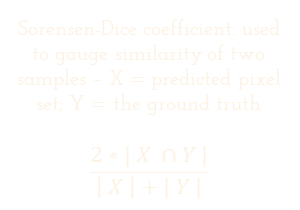 Sorensen-Dice coefficient: used
to gauge similarity of two
samples - X = predicted pixel
set; Y = the ground truth
2 * | X ∩ Y |
| X | + | Y |